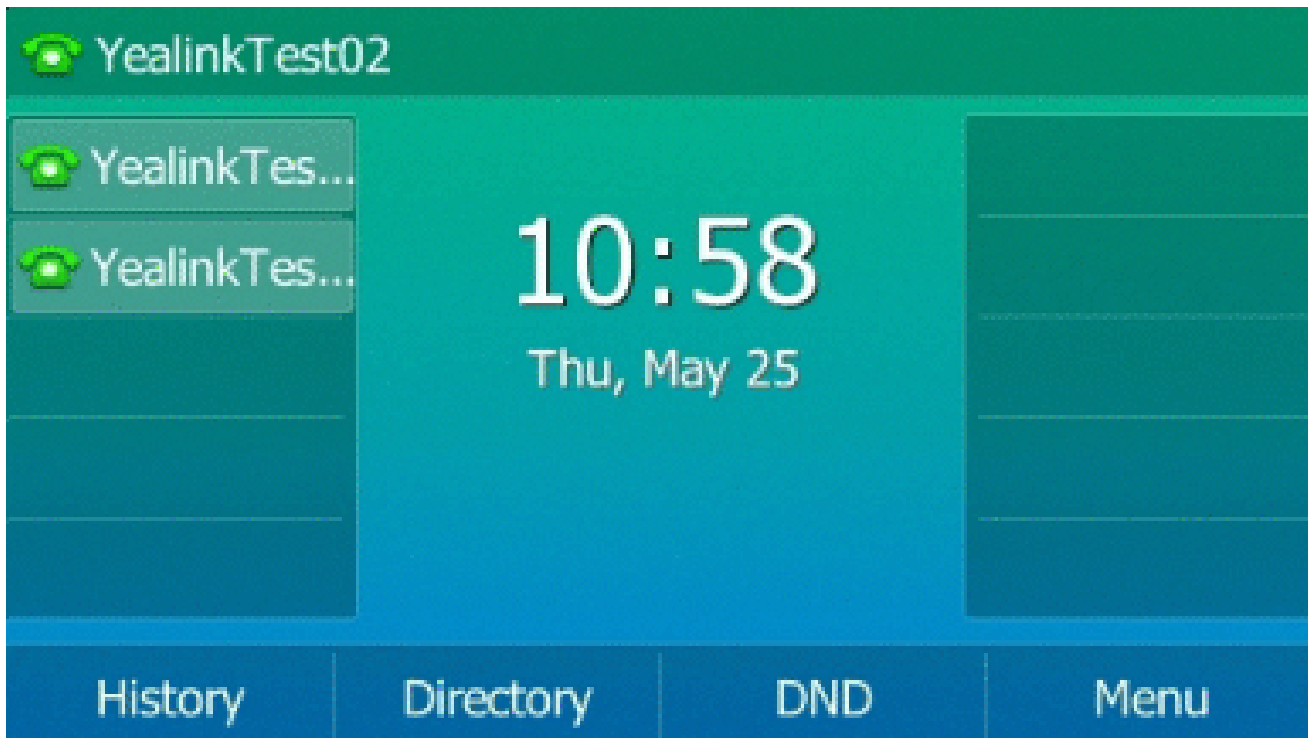 YealinkTest02
YealinkTes...
YealinkTes...
10:58
Thu, May 25
History
Directory
DND
Menu